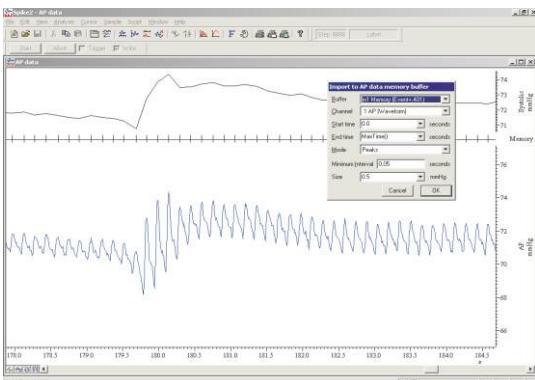 Spike2 - AP data
File Edit View Analysis Cursor Sample Script Window Help
Label
Start Abort Trigger Write
AP data
74
73
72
71
Systolic
mmHg
Memory
Import to AP data memory buffer
Buffer
Channel 1 AP (Waveform)
Start time 0.0 seconds
End time MaxTime() seconds
Mode Peaks
Minimum Interval 0.05 seconds
Size 0.5 mmHg
Cancel OK
76
74
72
70
68
66
AP
mmHg
178.0 178.5 179.0 179.5 180.0 180.5 181.0 181.5 182.0 182.5 183.0 183.5 184.0 184.5
s